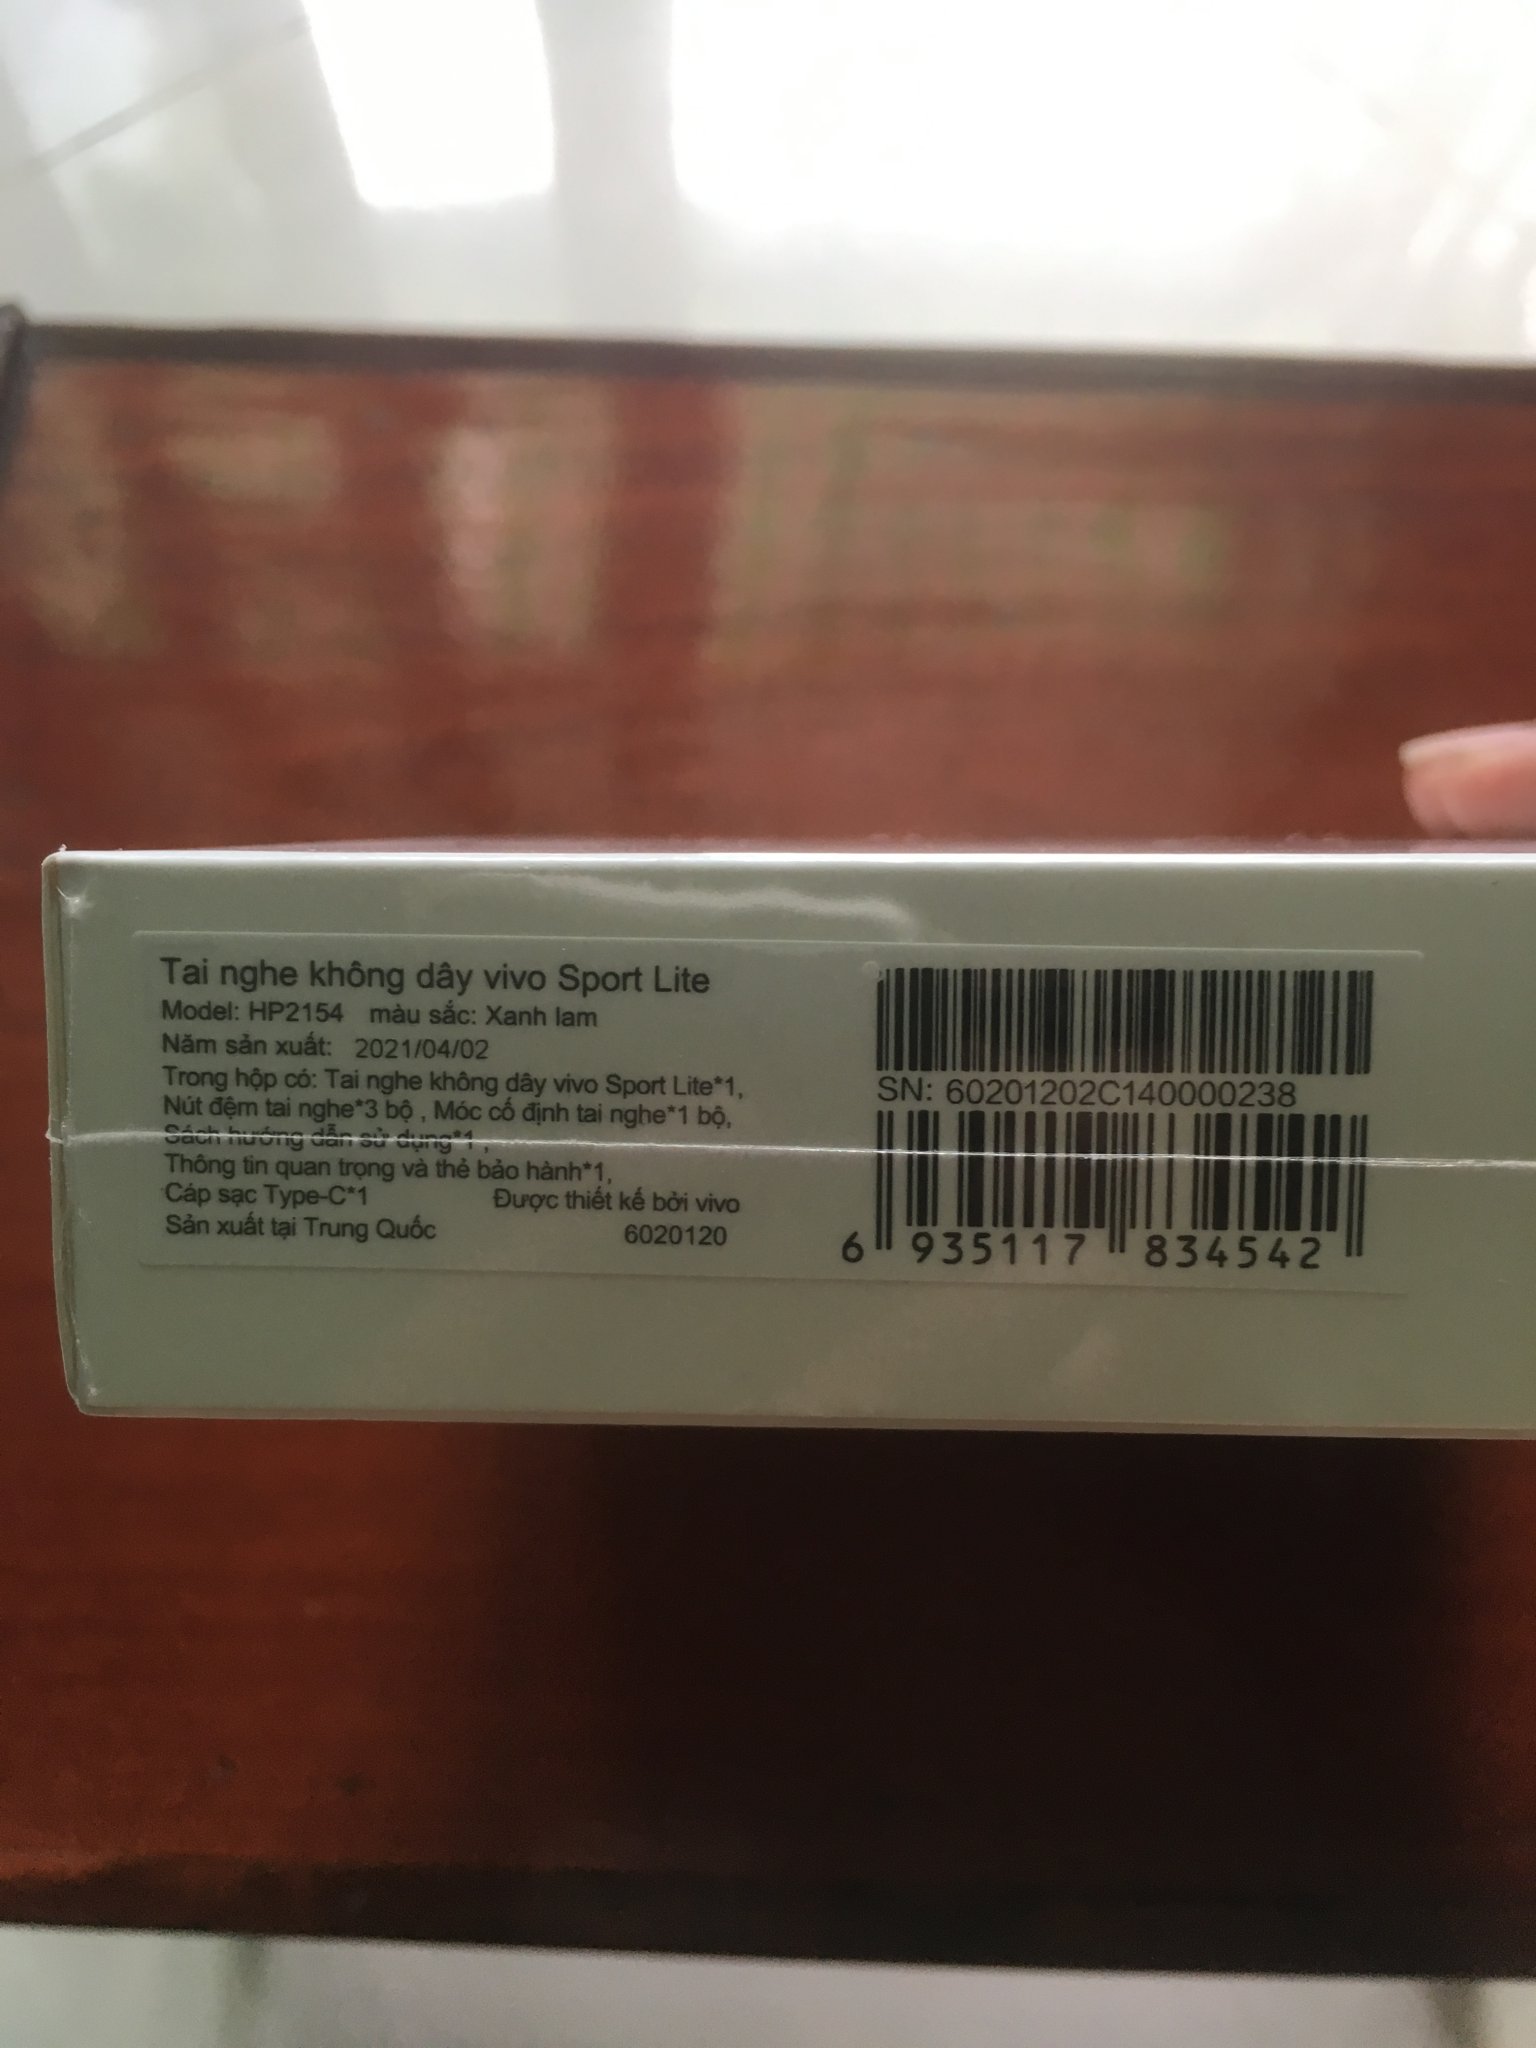 Tai nghe không dây vivo Sport Lite
Model: HP2154 màu sắc: Xanh lam
Năm sản xuất: 2021/04/02
Trong hộp có: Tai nghe không dây vivo Sport Lite*1,
Nút đệm tai nghe*3 bộ , Móc cố định tai nghe*1 bộ,
Sách hướng dẫn sử dụng*1 ,
Thông tin quan trọng và thẻ bảo hành*1,
Cáp sạc Type-C*1 Được thiết kế bởi vivo
Sản xuất tại Trung Quốc 6020120
SN: 60201202C140000238
6 935117 834542